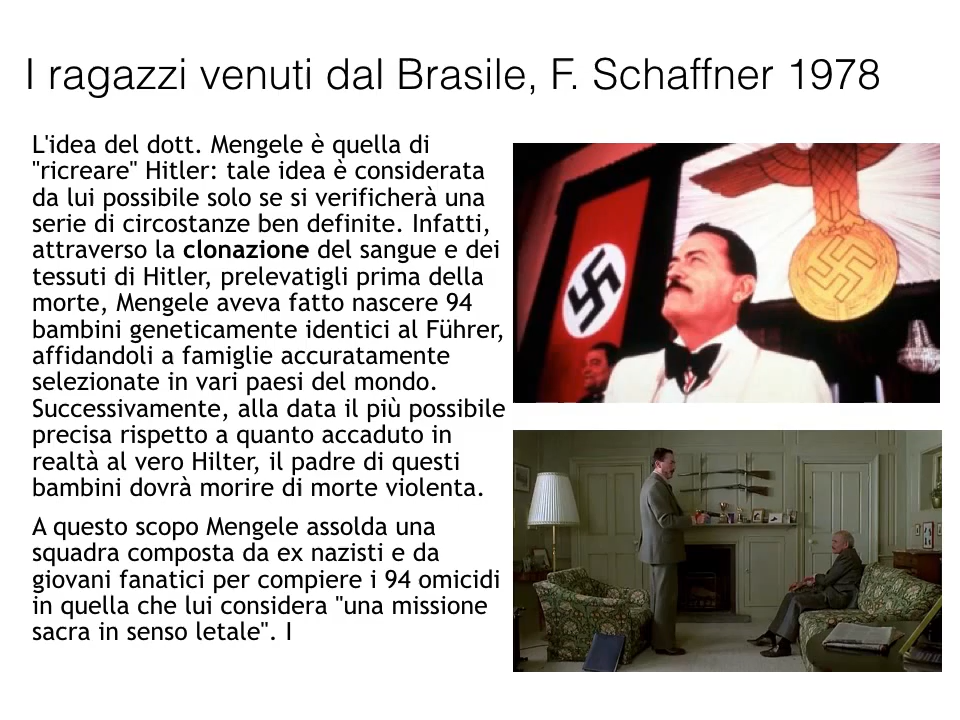 I ragazzi venuti dal Brasile, F. Schaffner 1978
L'idea del dott. Mengele è quella di
"ricreare" Hitler: tale idea è considerata
da lui possibile solo se si verificherà una
serie di circostanze ben definite. Infatti,
attraverso la clonazione del sangue e dei
tessuti di Hitler, prelevatigli prima della
morte, Mengele aveva fatto nascere 94
bambini geneticamente identici al Führer,
affidandoli a famiglie accuratamente
selezionate in vari paesi del mondo.
Successivamente, alla data il più possibile
precisa rispetto a quanto accaduto in
realtà al vero Hilter, il padre di questi
bambini dovrà morire di morte violenta.
A questo scopo Mengele assolda una
squadra composta da ex nazisti e da
giovani fanatici per compiere i 94 omicidi
in quella che lui considera "una missione
sacra in senso letale". I